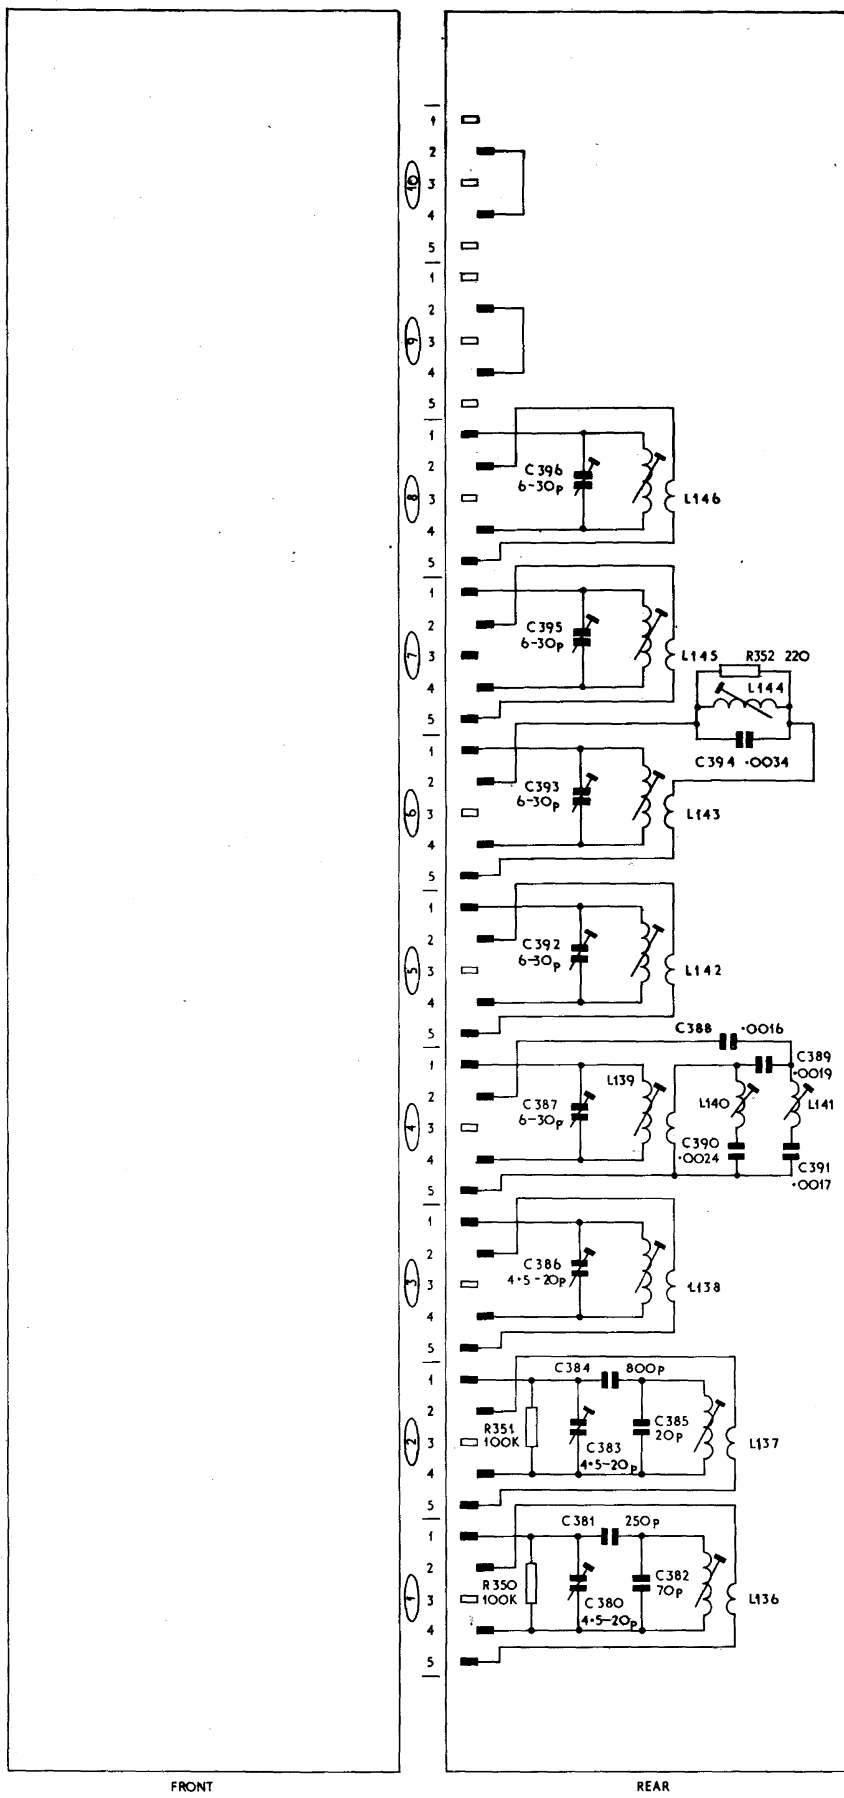 1
2
10 3
4
5
1
2
9 3
4
5
1
2
C396
6-30p
8 3
L146
4
5
1
2
C395
6-30p
7 3
L145 R352 220
L144
4
5
C394 ·0034
1
2
C393
6-30p
6 3
L143
4
5
1
2
C392
6-30p
5 3
L142
4
5
C388 ·0016
1
C389
·0019
2
L139
C387
6-30p
L140
L141
4 3
C390
·0024
4
C391
·0017
5
1
2
C386
4·5-20p
3 3
L138
4
5
C384 800p
1
2
R351
100K
C385
20p
2 3
C383
4·5-20p
L137
4
5
C381 250p
1
2
R350
100K
C382
70p
1 3
C380
4·5-20p
L136
4
5
FRONT
REAR